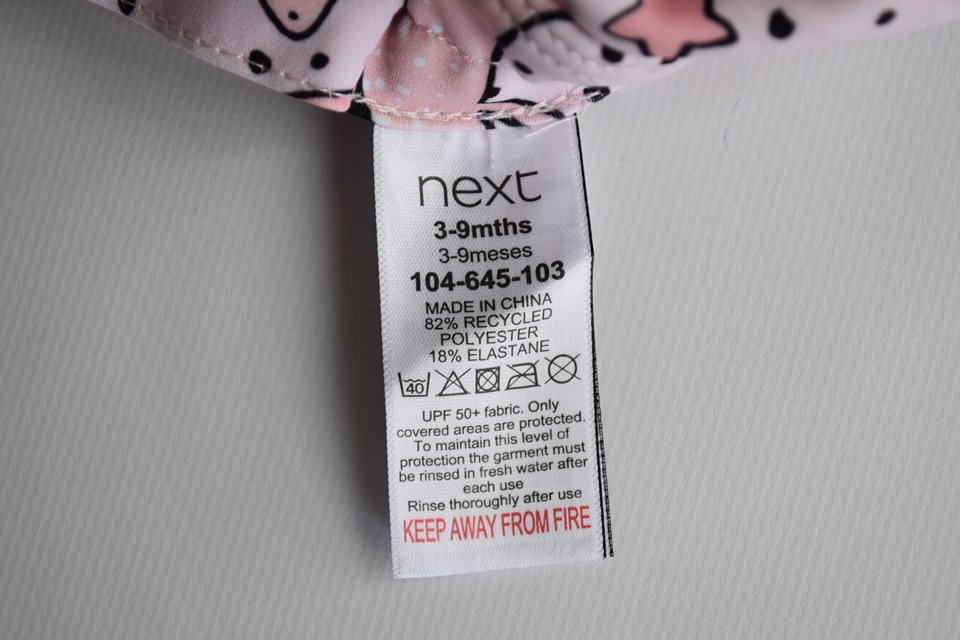 next
3-9mths
3-9meses
104-645-103
MADE IN CHINA
82% RECYCLED
POLYESTER
18% ELASTANE
40
UPF 50+ fabric. Only
covered areas are protected.
To maintain this level of
protection the garment must
be rinsed in fresh water after
each use
Rinse thoroughly after use
KEEP AWAY FROM FIRE